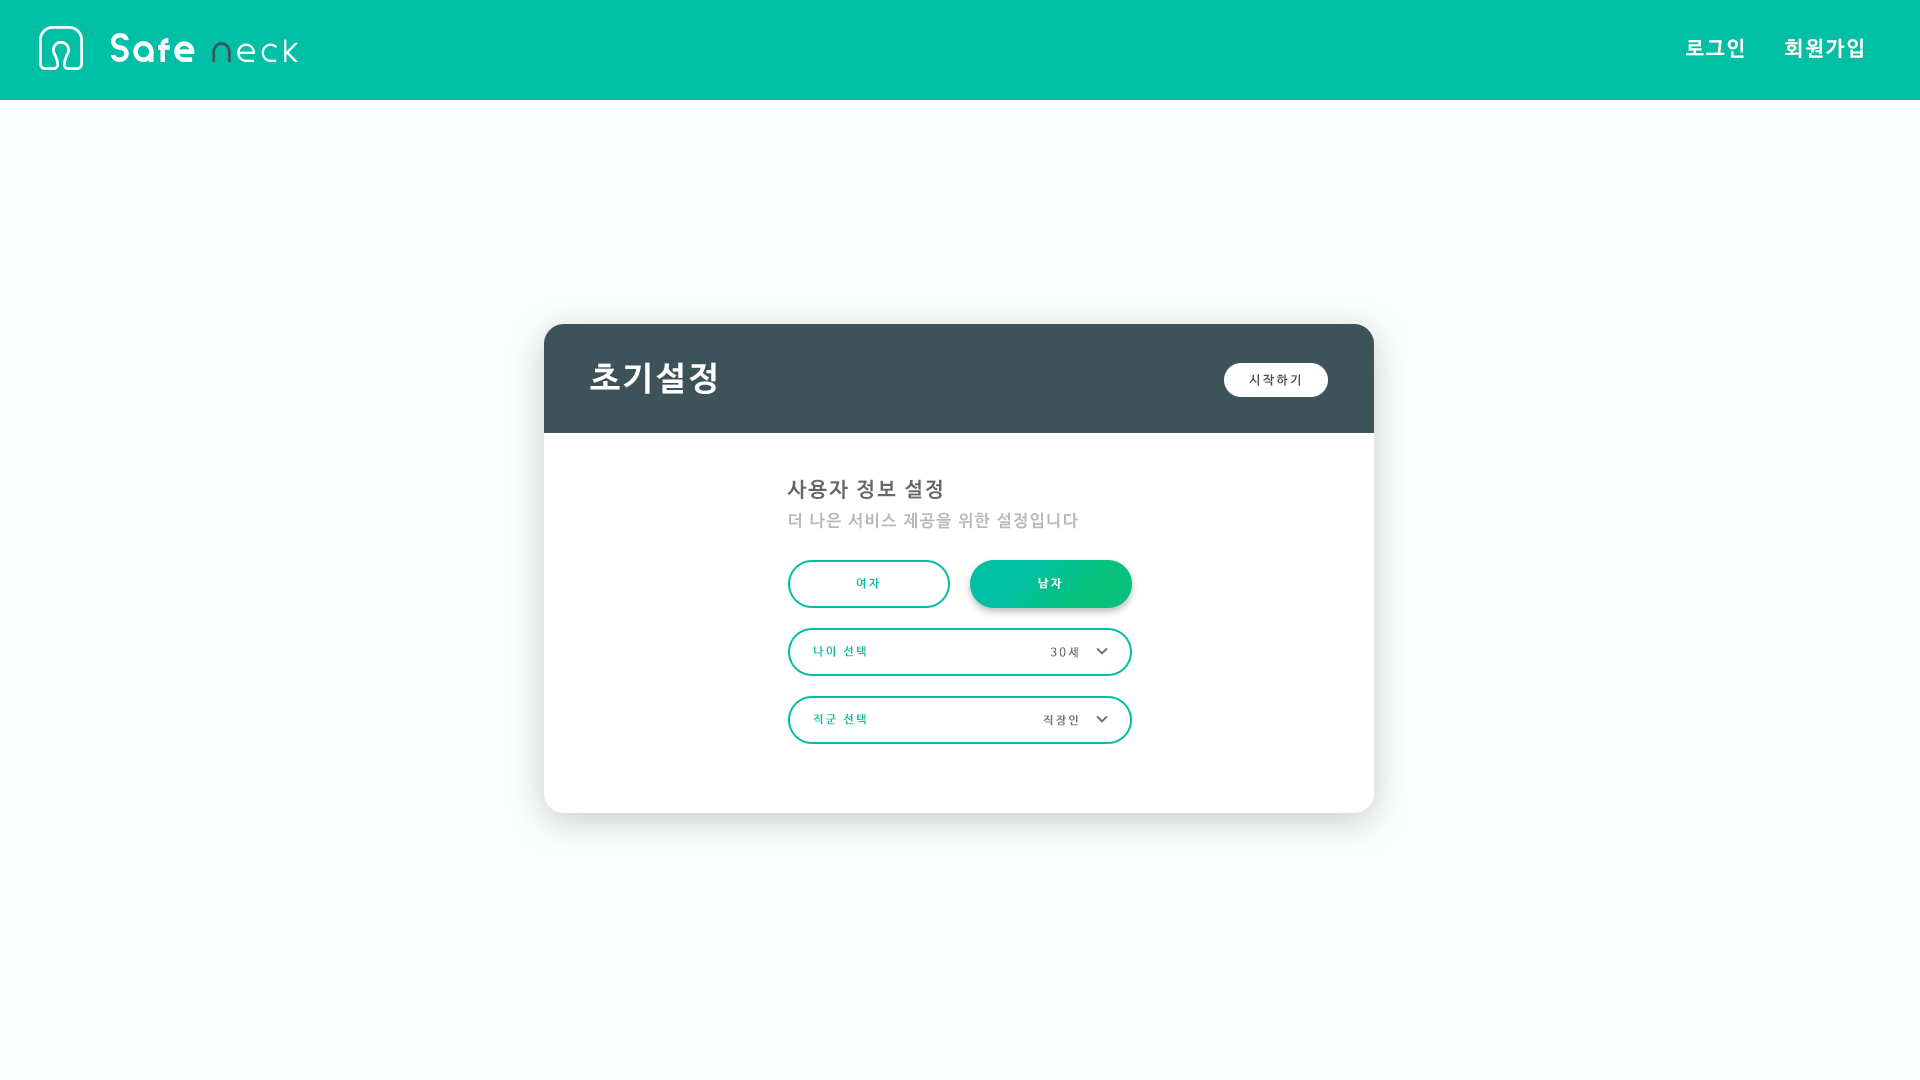 Safe neck
로그인
회원가입
초기설정
시작하기
사용자 정보 설정
더 나은 서비스 제공을 위한 설정입니다
여자
남자
나이 선택
30세
직군 선택
직장인